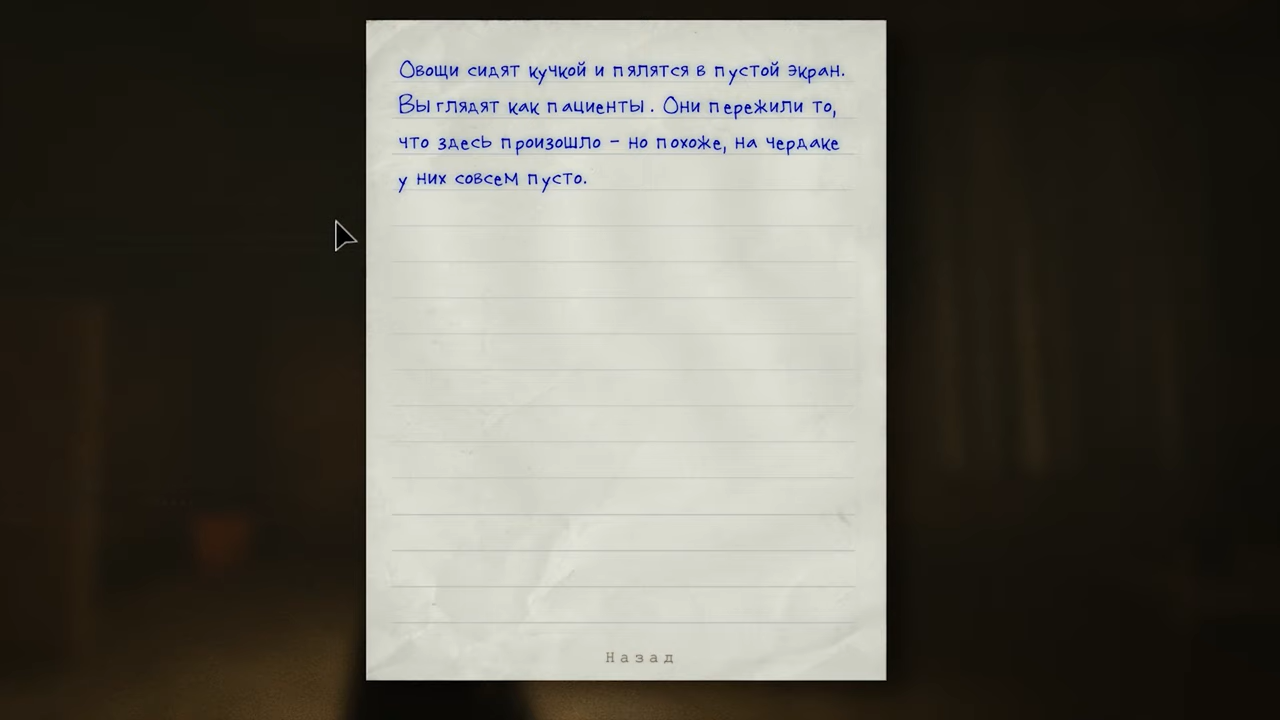 Овощи сидят кучкой и пялятся в пустой экран.
Выглядят как пациенты. Они пережили то,
что здесь произошло – но похоже, на чердаке
у них совсем пусто.
Назад